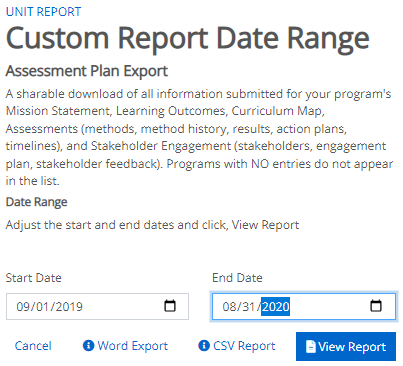 UNIT REPORT
Custom Report Date Range
Assessment Plan Export
A sharable download of all information submitted for your program's
Mission Statement, Learning Outcomes, Curriculum Map,
Assessments (methods, method history, results, action plans,
timelines), and Stakeholder Engagement (stakeholders, engagement
plan, stakeholder feedback). Programs with NO entries do not appear
in the list.
Date Range
Adjust the start and end dates and click, View Report
Start Date End Date
09/01/2019 08/31/2020
Cancel Word Export CSV Report View Report